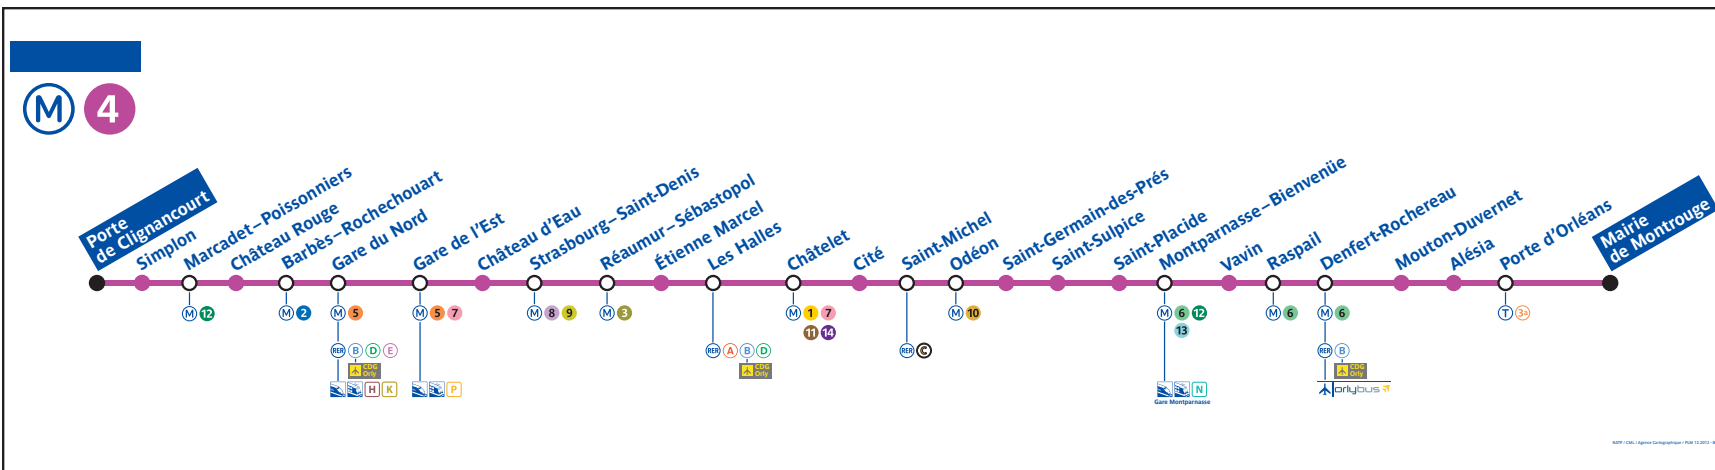 M 4
Porte
de Clignancourt
Simplon
Marcadet–Poissonniers
Château Rouge
Barbès–Rochechouart
Gare du Nord
Gare de l'Est
Château d'Eau
Strasbourg–Saint-Denis
Réaumur–Sébastopol
Étienne Marcel
Les Halles
Châtelet
Cité
Saint-Michel
Odéon
Saint-Germain-des-Prés
Saint-Sulpice
Saint-Placide
Montparnasse–Bienvenüe
Vavin
Raspail
Denfert-Rochereau
Mouton-Duvernet
Alésia
Porte d'Orléans
Mairie
de Montrouge
M 12
M 2
M 5
M 5 7
M 8 9
M 3
M 1 7
11 14
M 10
M 6 12
13
M 6
M 6
T 3a
RER B D E
CDG
Orly
H K
P
RER A B D
CDG
Orly
RER C
N
Gare Montparnasse
RER B
CDG
Orly
orlybus